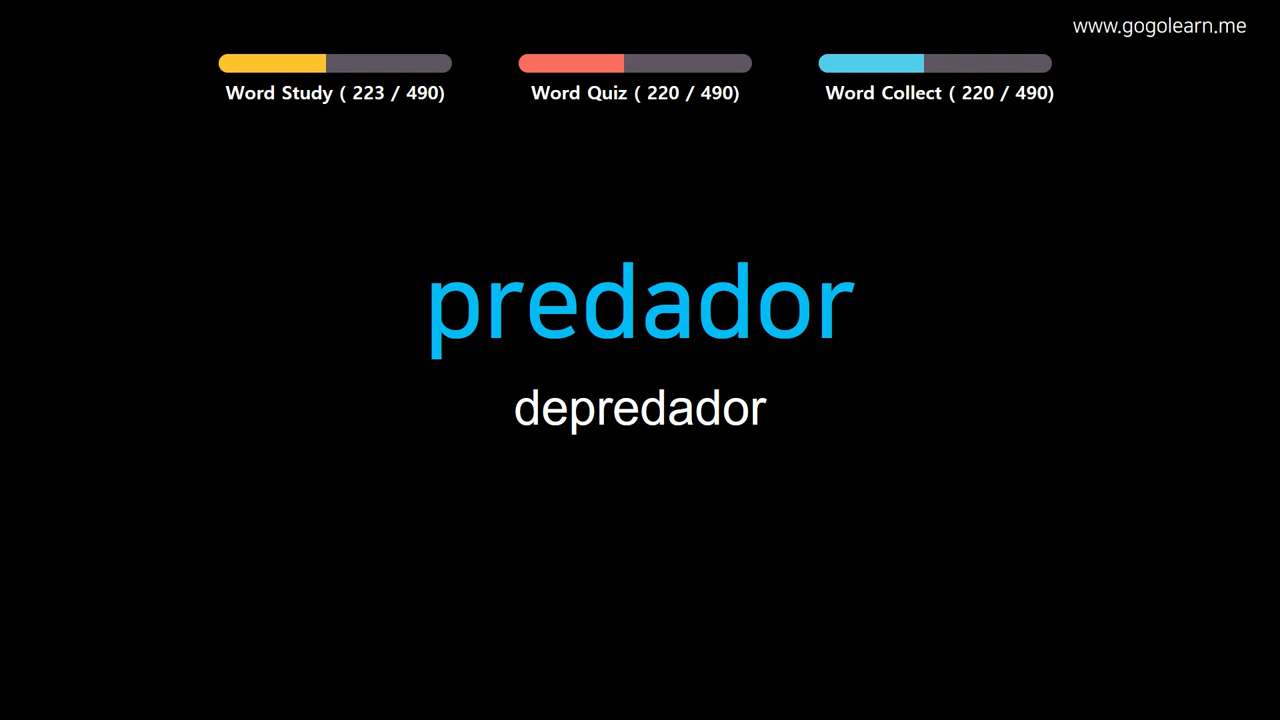 www.gogolearn.me
Word Study ( 223 / 490)
Word Quiz ( 220 / 490)
Word Collect ( 220 / 490)
predador
depredador